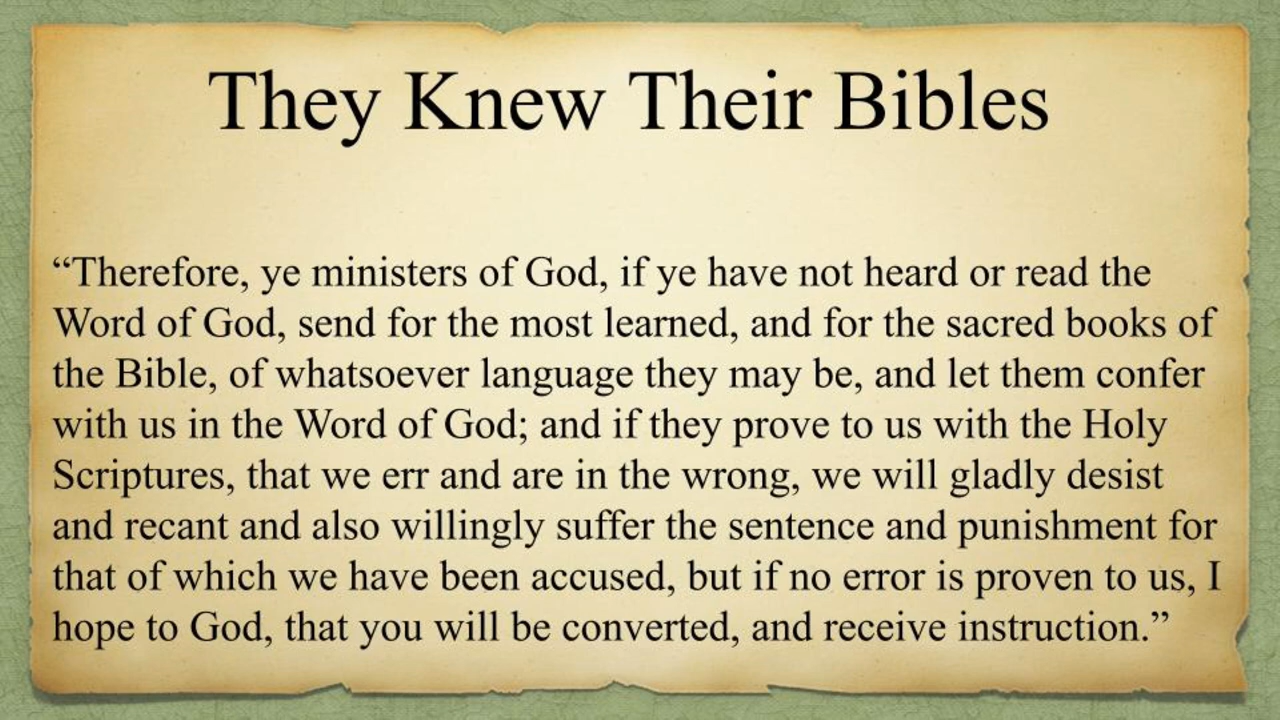 They Knew Their Bibles
“Therefore, ye ministers of God, if ye have not heard or read the
Word of God, send for the most learned, and for the sacred books of
the Bible, of whatsoever language they may be, and let them confer
with us in the Word of God; and if they prove to us with the Holy
Scriptures, that we err and are in the wrong, we will gladly desist
and recant and also willingly suffer the sentence and punishment for
that of which we have been accused, but if no error is proven to us, I
hope to God, that you will be converted, and receive instruction.”